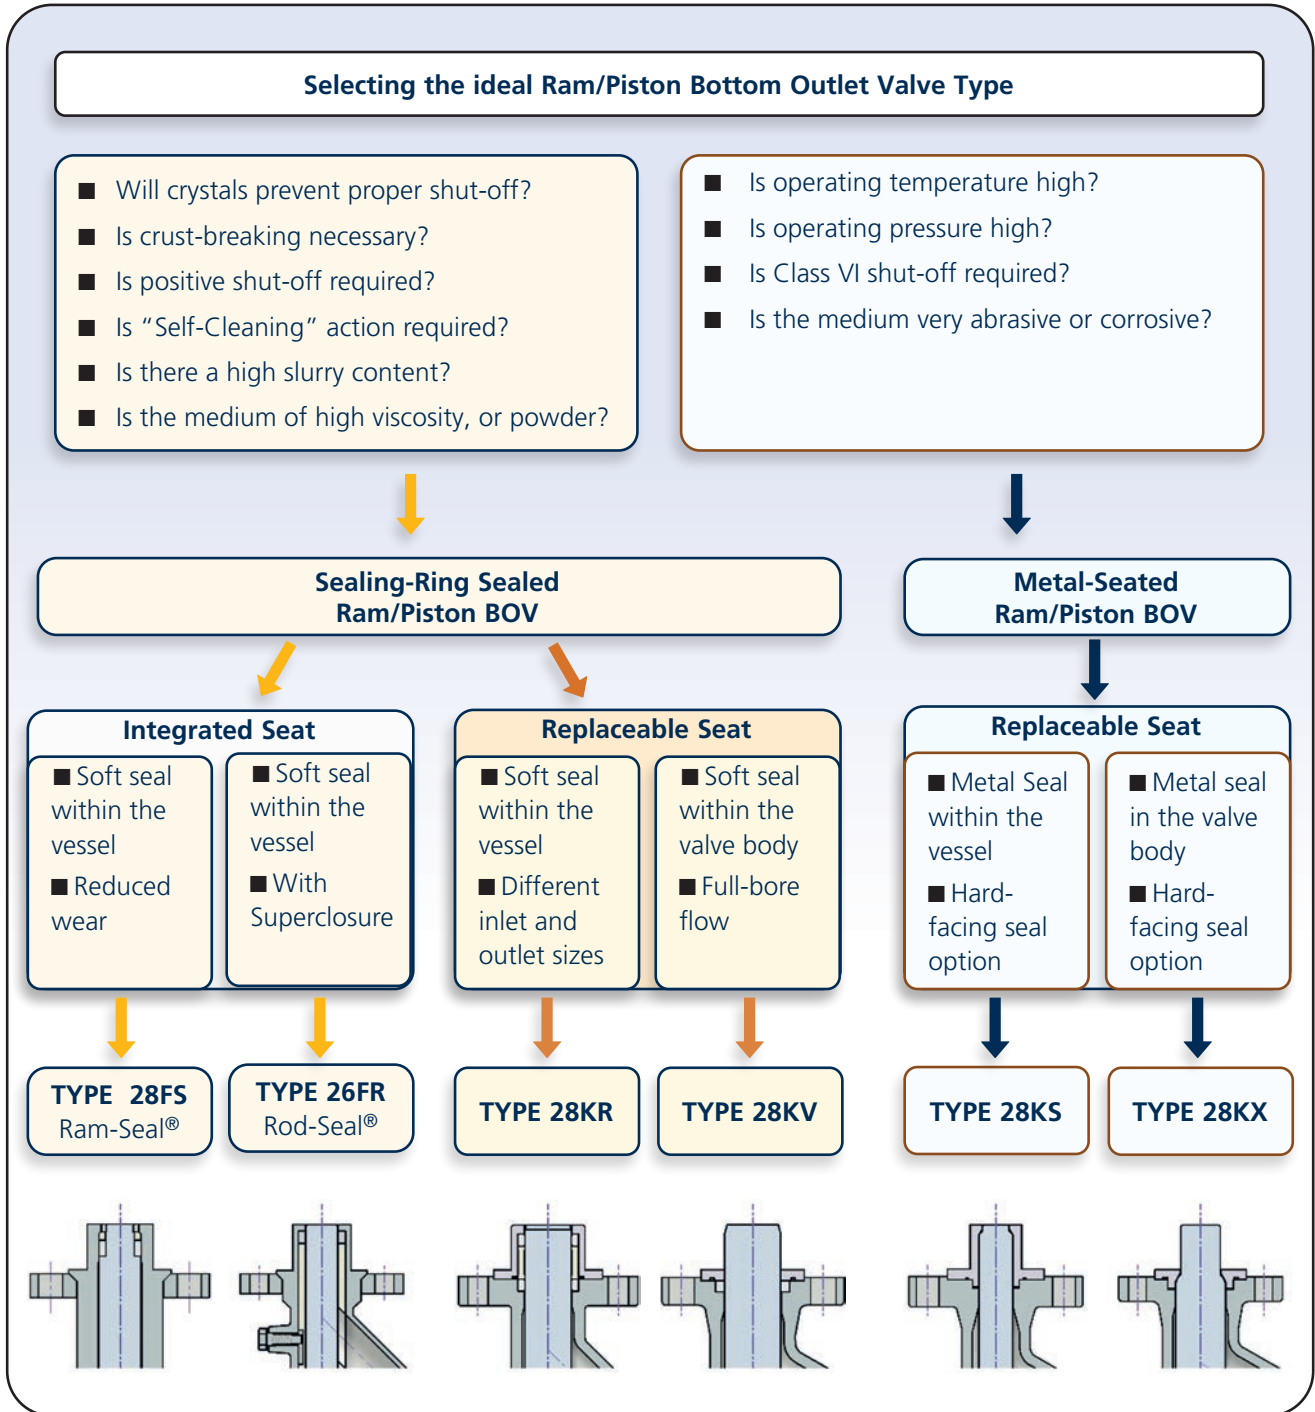 Selecting the ideal Ram/Piston Bottom Outlet Valve Type
■ Will crystals prevent proper shut-off?
■ Is crust-breaking necessary?
■ Is positive shut-off required?
■ Is “Self-Cleaning” action required?
■ Is there a high slurry content?
■ Is the medium of high viscosity, or powder?
■ Is operating temperature high?
■ Is operating pressure high?
■ Is Class VI shut-off required?
■ Is the medium very abrasive or corrosive?
Sealing-Ring Sealed
Ram/Piston BOV
Metal-Seated
Ram/Piston BOV
Integrated Seat
■ Soft seal
within the
vessel
■ Reduced
wear
■ Soft seal
within the
vessel
■ With
Superclosure
Replaceable Seat
■ Soft seal
within the
vessel
■ Different
inlet and
outlet sizes
■ Soft seal
within the
valve body
■ Full-bore
flow
Replaceable Seat
■ Metal Seal
within the
vessel
■ Hard-
facing seal
option
■ Metal seal
in the valve
body
■ Hard-
facing seal
option
TYPE 28FS
Ram-Seal®
TYPE 26FR
Rod-Seal®
TYPE 28KR
TYPE 28KV
TYPE 28KS
TYPE 28KX